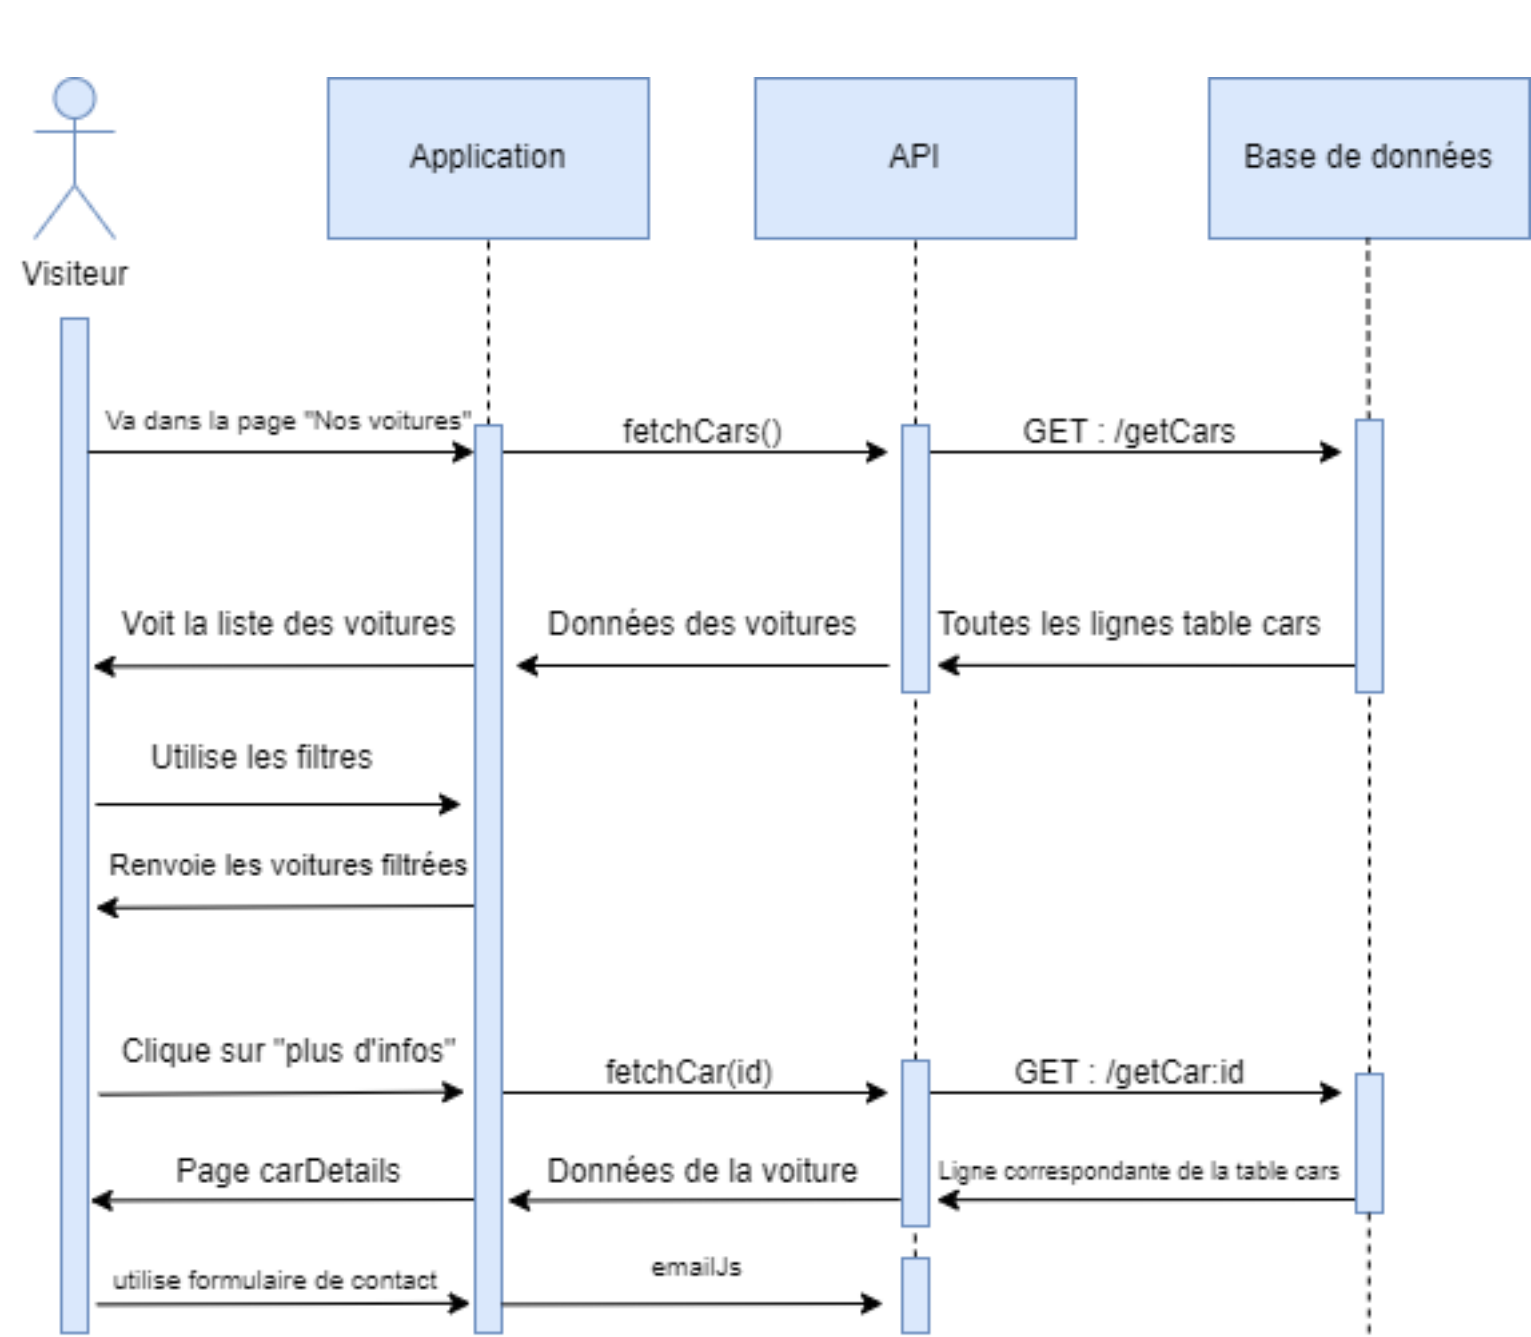 Application
API
Base de données
Visiteur
Va dans la page "Nos voitures"
fetchCars()
GET : /getCars
Voit la liste des voitures
Données des voitures
Toutes les lignes table cars
Utilise les filtres
Renvoie les voitures filtrées
Clique sur "plus d'infos"
fetchCar(id)
GET : /getCar:id
Page carDetails
Données de la voiture
Ligne correspondante de la table cars
utilise formulaire de contact
emailJs